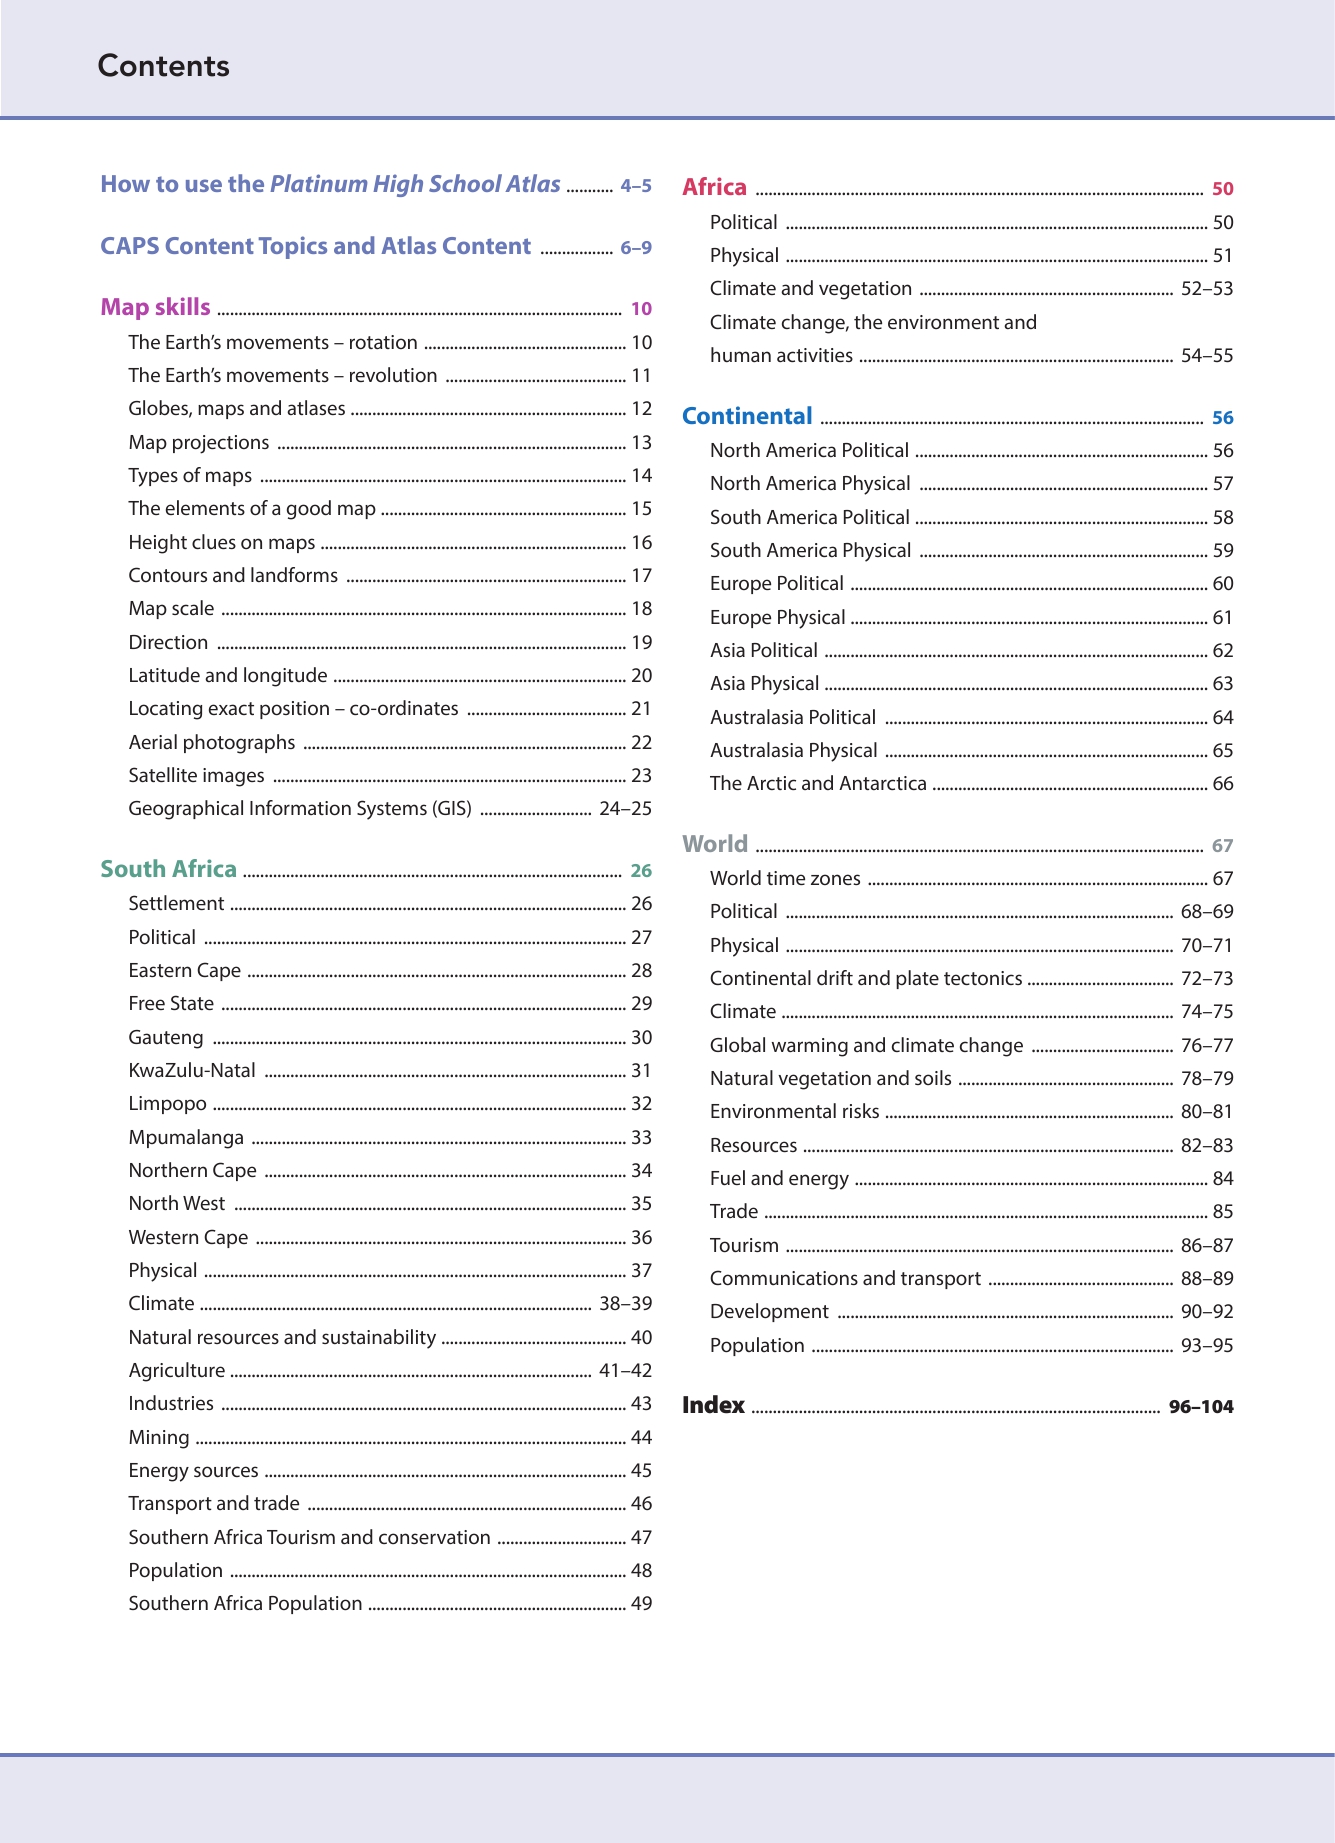 Contents
How to use the Platinum High School Atlas ........... 4–5
CAPS Content Topics and Atlas Content ................. 6–9
Map skills ........... 10
The Earth’s movements – rotation ........... 10
The Earth’s movements – revolution ........... 11
Globes, maps and atlases ........... 12
Map projections ........... 13
Types of maps ........... 14
The elements of a good map ........... 15
Height clues on maps ........... 16
Contours and landforms ........... 17
Map scale ........... 18
Direction ........... 19
Latitude and longitude ........... 20
Locating exact position – co-ordinates ........... 21
Aerial photographs ........... 22
Satellite images ........... 23
Geographical Information Systems (GIS) ........... 24–25
South Africa ........... 26
Settlement ........... 26
Political ........... 27
Eastern Cape ........... 28
Free State ........... 29
Gauteng ........... 30
KwaZulu-Natal ........... 31
Limpopo ........... 32
Mpumalanga ........... 33
Northern Cape ........... 34
North West ........... 35
Western Cape ........... 36
Physical ........... 37
Climate ........... 38–39
Natural resources and sustainability ........... 40
Agriculture ........... 41–42
Industries ........... 43
Mining ........... 44
Energy sources ........... 45
Transport and trade ........... 46
Southern Africa Tourism and conservation ........... 47
Population ........... 48
Southern Africa Population ........... 49
Africa ........... 50
Political ........... 50
Physical ........... 51
Climate and vegetation ........... 52–53
Climate change, the environment and
human activities ........... 54–55
Continental ........... 56
North America Political ........... 56
North America Physical ........... 57
South America Political ........... 58
South America Physical ........... 59
Europe Political ........... 60
Europe Physical ........... 61
Asia Political ........... 62
Asia Physical ........... 63
Australasia Political ........... 64
Australasia Physical ........... 65
The Arctic and Antarctica ........... 66
World ........... 67
World time zones ........... 67
Political ........... 68–69
Physical ........... 70–71
Continental drift and plate tectonics ........... 72–73
Climate ........... 74–75
Global warming and climate change ........... 76–77
Natural vegetation and soils ........... 78–79
Environmental risks ........... 80–81
Resources ........... 82–83
Fuel and energy ........... 84
Trade ........... 85
Tourism ........... 86–87
Communications and transport ........... 88–89
Development ........... 90–92
Population ........... 93–95
Index ........... 96–104